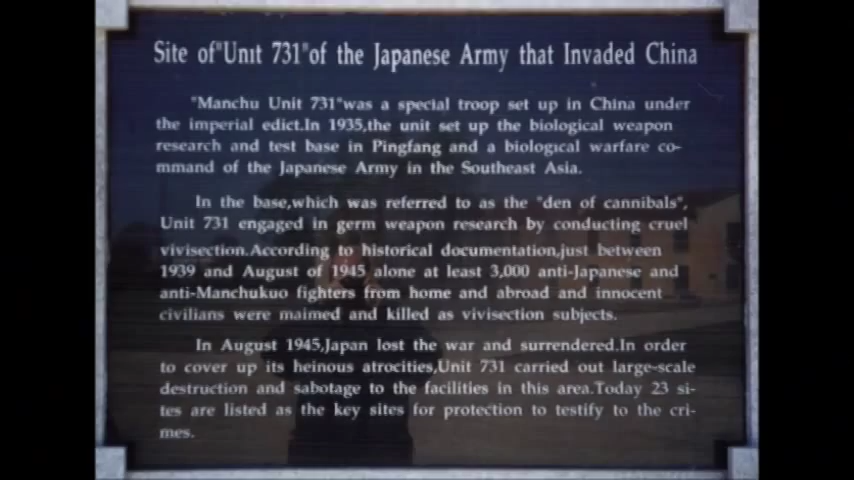 Site of"Unit 731"of the Japanese Army that Invaded China
"Manchu Unit 731"was a special troop set up in China under
the imperial edict.In 1935,the unit set up the biological weapon
research and test base in Pingfang and a biological warfare co-
mmand of the Japanese Army in the Southeast Asia.
In the base,which was referred to as the "den of cannibals",
Unit 731 engaged in germ weapon research by conducting cruel
vivisection.According to historical documentation,just between
1939 and August of 1945 alone at least 3,000 anti-Japanese and
anti-Manchukuo fighters from home and abroad and innocent
civilians were maimed and killed as vivisection subjects.
In August 1945,Japan lost the war and surrendered.In order
to cover up its heinous atrocities,Unit 731 carried out large-scale
destruction and sabotage to the facilities in this area.Today 23 si-
tes are listed as the key sites for protection to testify to the cri-
mes.